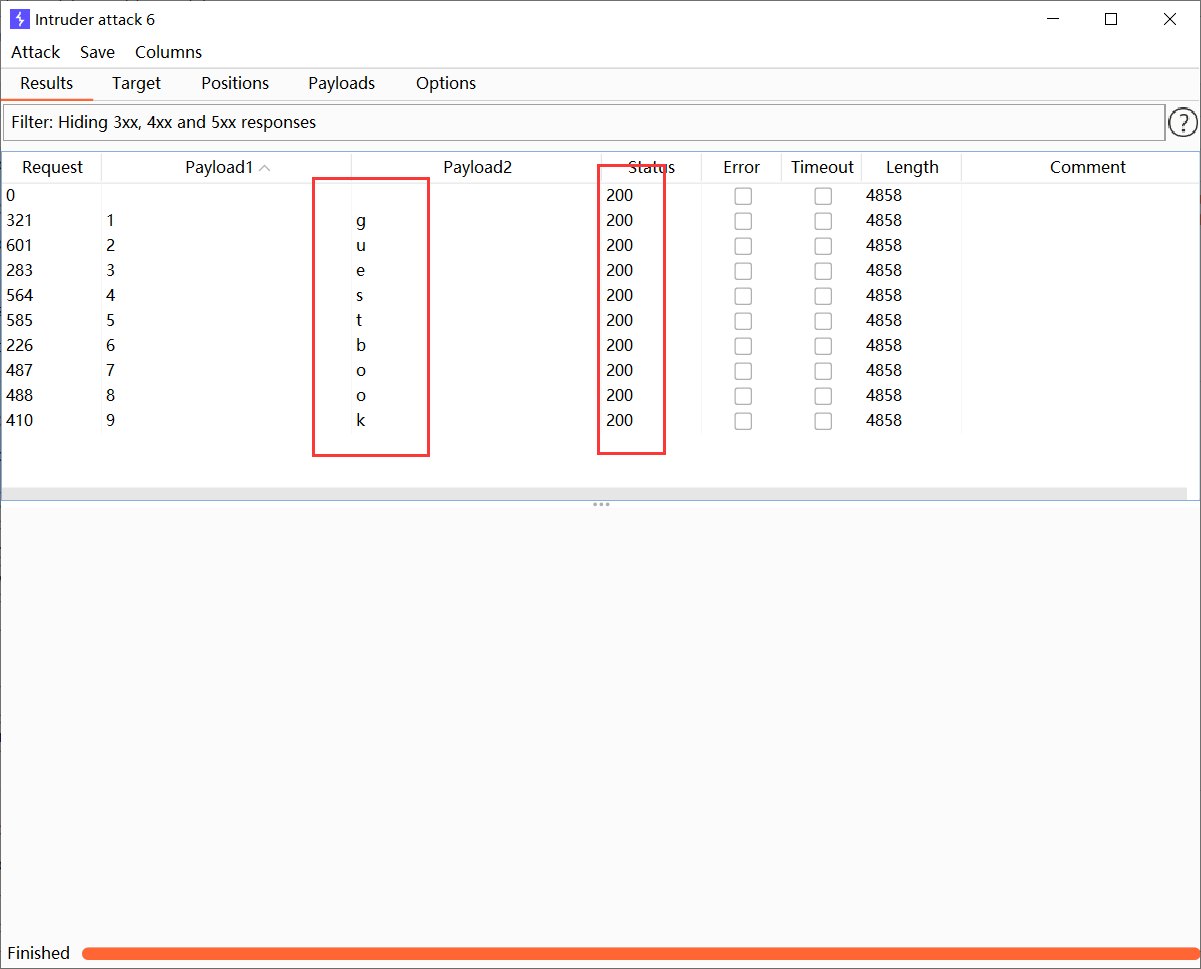 Intruder attack 6
Attack Save Columns
Results Target Positions Payloads Options
Filter: Hiding 3xx, 4xx and 5xx responses
?
Request Payload1 Payload2 Status Error Timeout Length Comment
0 200 4858
321 1 g 200 4858
601 2 u 200 4858
283 3 e 200 4858
564 4 s 200 4858
585 5 t 200 4858
226 6 b 200 4858
487 7 o 200 4858
488 8 o 200 4858
410 9 k 200 4858
Finished